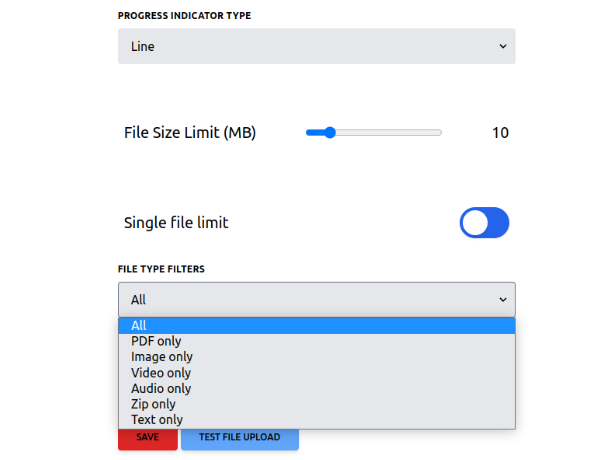 PROGRESS INDICATOR TYPE
Line
File Size Limit (MB) 10
Single file limit
FILE TYPE FILTERS
All
All
PDF only
Image only
Video only
Audio only
Zip only
Text only
SAVE TEST FILE UPLOAD